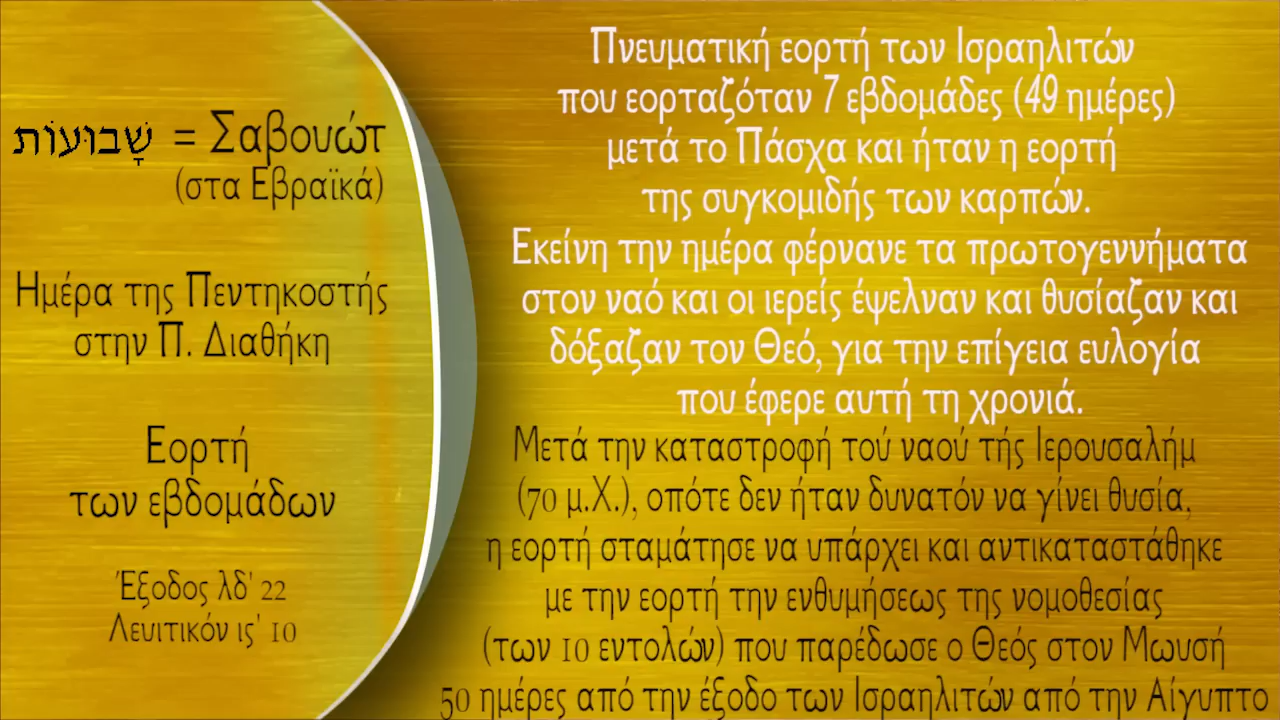 שָׁבוּעוֹת = Σαβουώτ
(στα Εβραϊκά)
Ημέρα της Πεντηκοστής
στην Π. Διαθήκη
Εορτή
των εβδομάδων
Έξοδος λδ' 22
Λευιτικόν ις' 10
Πνευματική εορτή των Ισραηλιτών
που εορταζόταν 7 εβδομάδες (49 ημέρες)
μετά το Πάσχα και ήταν η εορτή
της συγκομιδής των καρπών.
Εκείνη την ημέρα φέρνανε τα πρωτογεννήματα
στον ναό και οι ιερείς έψελναν και θυσίαζαν και
δόξαζαν τον Θεό, για την επίγεια ευλογία
που έφερε αυτή τη χρονιά.
Μετά την καταστροφή τού ναού τής Ιερουσαλήμ
(70 μ.Χ.), οπότε δεν ήταν δυνατόν να γίνει θυσία,
η εορτή σταμάτησε να υπάρχει και αντικαταστάθηκε
με την εορτή την ενθυμήσεως της νομοθεσίας
(των 10 εντολών) που παρέδωσε ο Θεός στον Μωυσή
50 ημέρες από την έξοδο των Ισραηλιτών από την Αίγυπτο